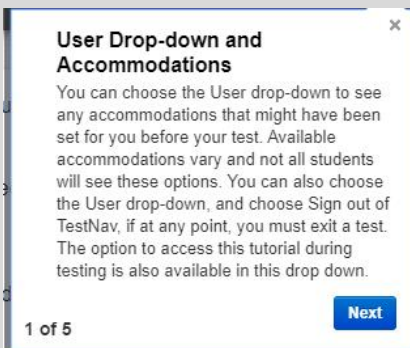 User Drop-down and
Accommodations
You can choose the User drop-down to see
any accommodations that might have been
set for you before your test. Available
accommodations vary and not all students
will see these options. You can also choose
the User drop-down, and choose Sign out of
TestNav, if at any point, you must exit a test.
The option to access this tutorial during
testing is also available in this drop down.
Next
1 of 5